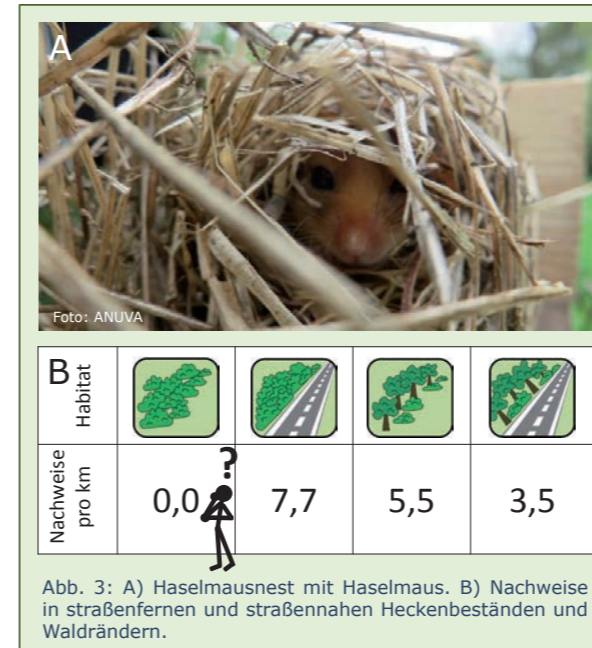 A
Foto: ANUVA
B
Habitat
Nachweise
pro km
0,0
?
7,7
5,5
3,5
Abb. 3: A) Haselmausnest mit Haselmaus. B) Nachweise
in straßenfernen und straßennahen Heckenbeständen und
Waldrändern.